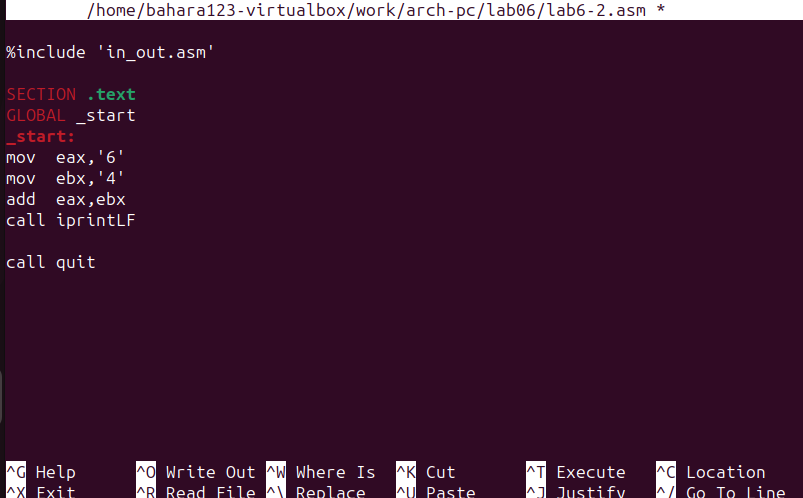 /home/bahara123-virtualbox/work/arch-pc/lab06/lab6-2.asm *
%include 'in_out.asm'
SECTION .text
GLOBAL _start
_start:
mov  eax,'6'
mov  ebx,'4'
add  eax,ebx
call iprintLF
call quit
^G Help ^O Write Out ^W Where Is ^K Cut ^T Execute ^C Location
^X Exit ^R Read File ^\ Replace ^U Paste ^J Justify ^/ Go To Line